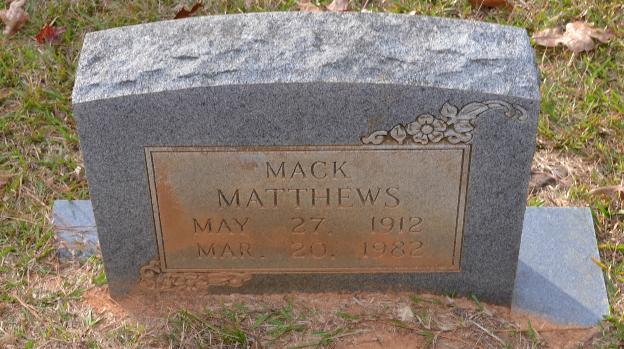 MACK
MATTHEWS
MAY 27, 1912
MAR. 20, 1982